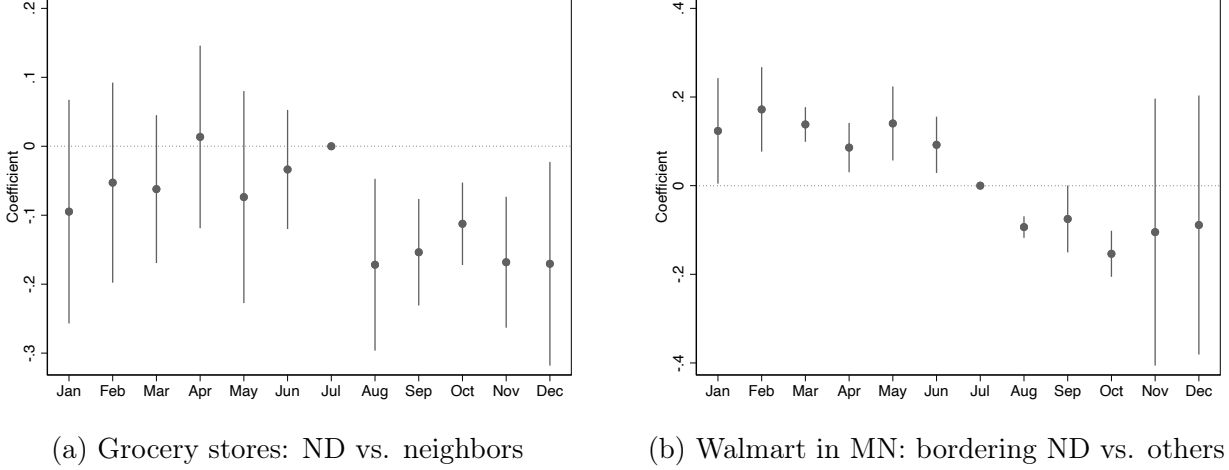 .2
.1
0
-.1
-.2
-.3
Coefficient
Jan Feb Mar Apr May Jun Jul Aug Sep Oct Nov Dec
(a) Grocery stores: ND vs. neighbors
.4
.2
0
-.2
-.4
Coefficient
Jan Feb Mar Apr May Jun Jul Aug Sep Oct Nov Dec
(b) Walmart in MN: bordering ND vs. others